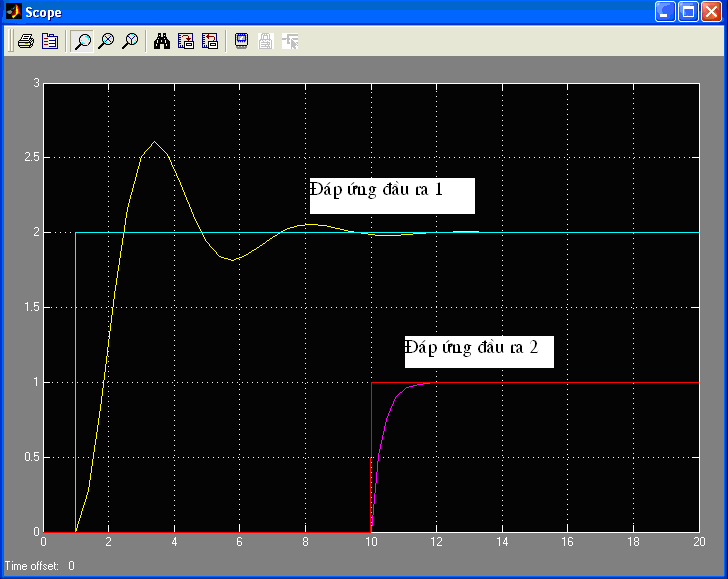 Scope
3
2.5
Đáp ứng đầu ra 1
2
1.5
Đáp ứng đầu ra 2
1
0.5
0
0 2 4 6 8 10 12 14 16 18 20
Time offset: 0